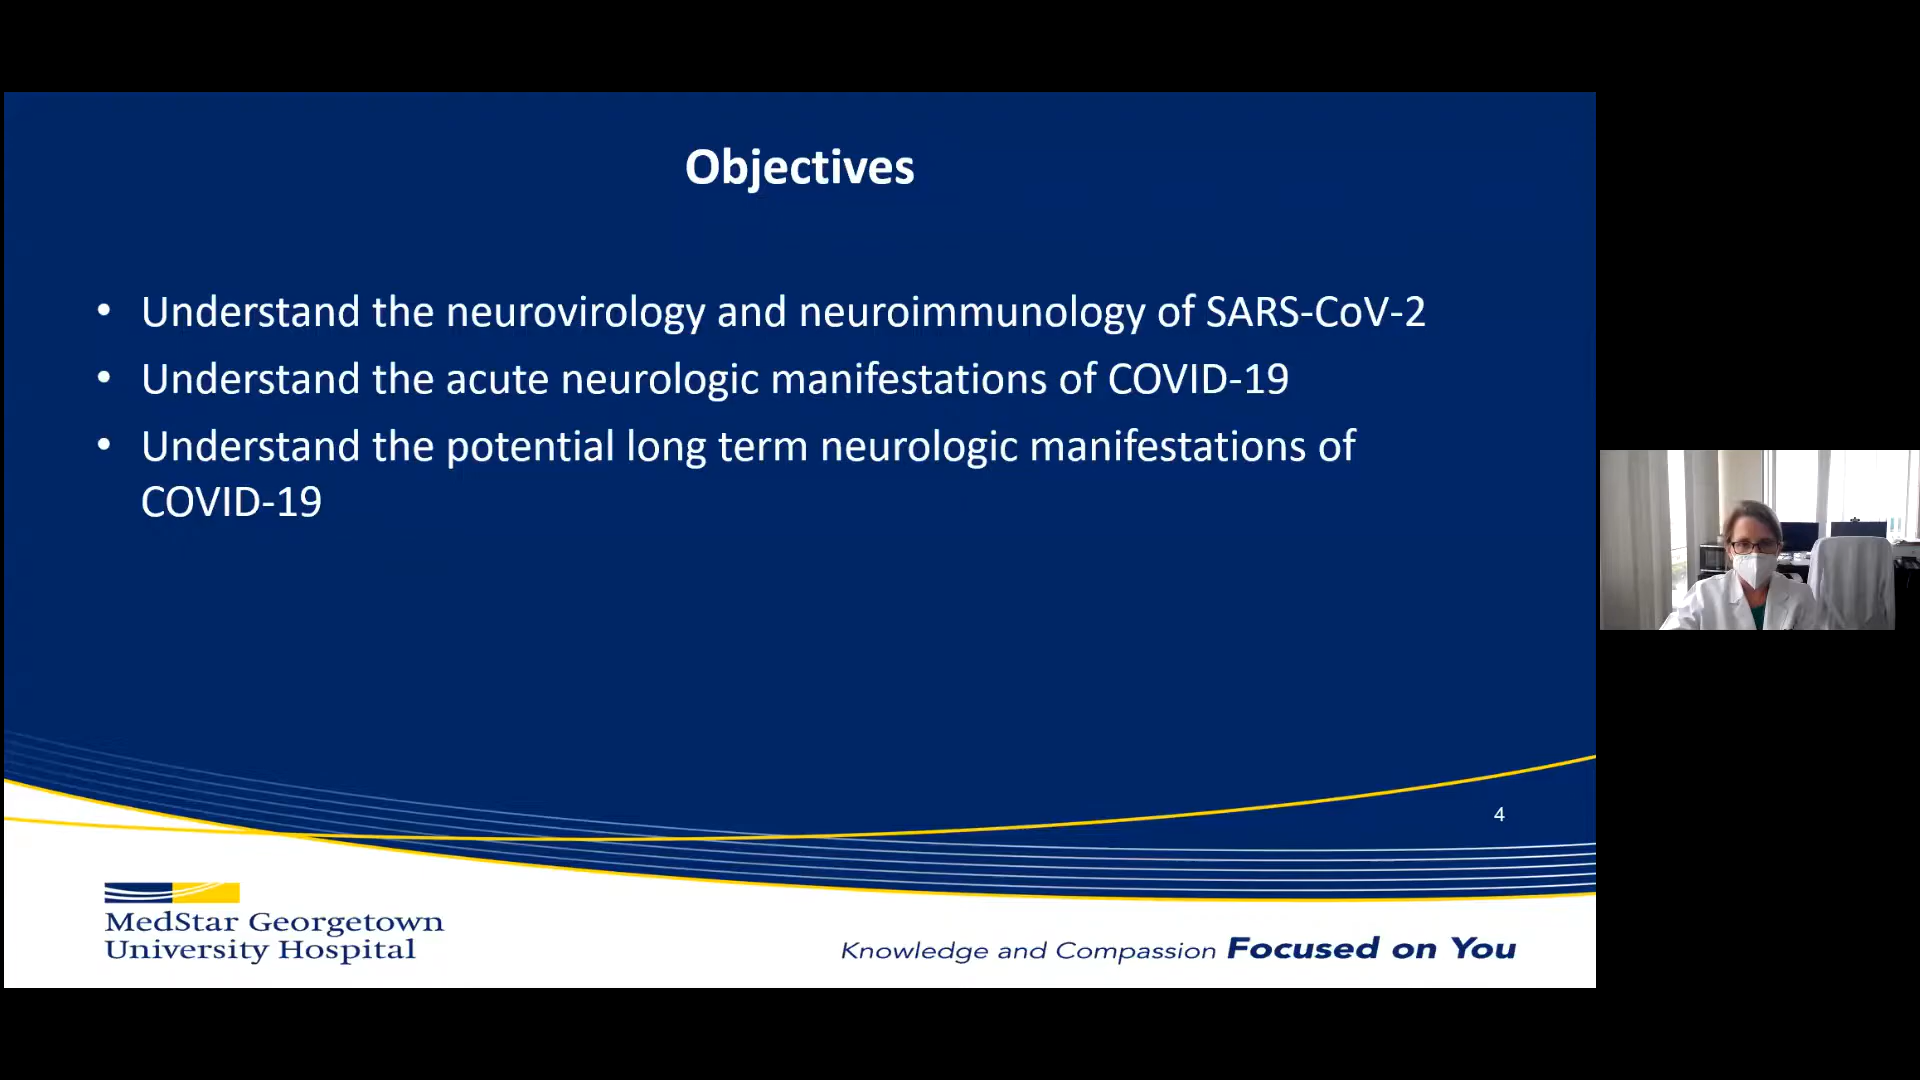 Objectives
• Understand the neurovirology and neuroimmunology of SARS-CoV-2
• Understand the acute neurologic manifestations of COVID-19
• Understand the potential long term neurologic manifestations of
COVID-19
4
MedStar Georgetown
University Hospital
Knowledge and Compassion Focused on You